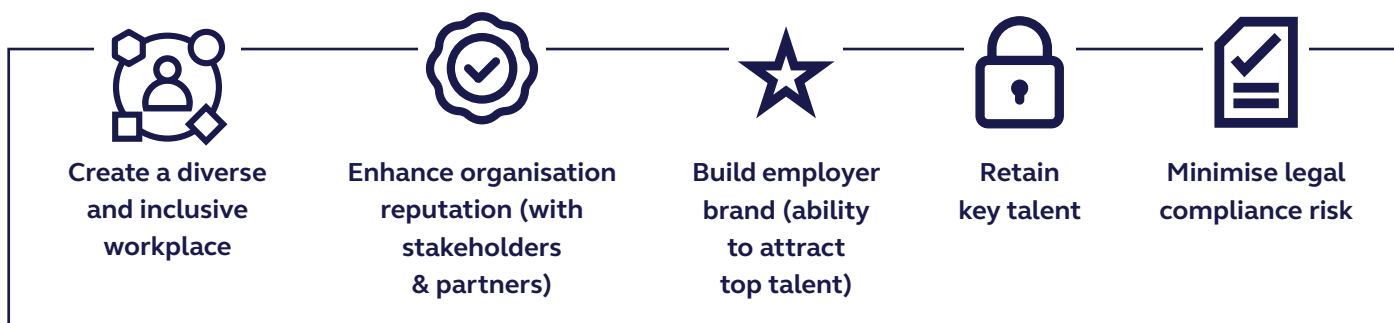 Create a diverse
and inclusive
workplace
Enhance organisation
reputation (with
stakeholders
& partners)
Build employer
brand (ability
to attract
top talent)
Retain
key talent
Minimise legal
compliance risk